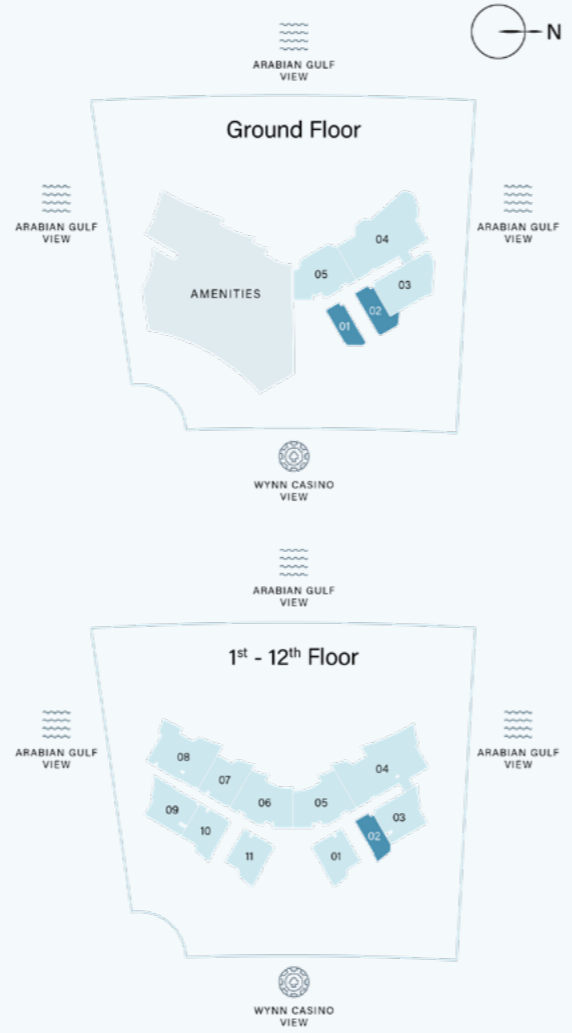 N
ARABIAN GULF
VIEW
Ground Floor
ARABIAN GULF
VIEW
ARABIAN GULF
VIEW
04
05
03
AMENITIES
02
01
WYNN CASINO
VIEW
ARABIAN GULF
VIEW
1st - 12th Floor
ARABIAN GULF
VIEW
ARABIAN GULF
VIEW
08
04
07
06
05
09
03
10
02
11
01
WYNN CASINO
VIEW